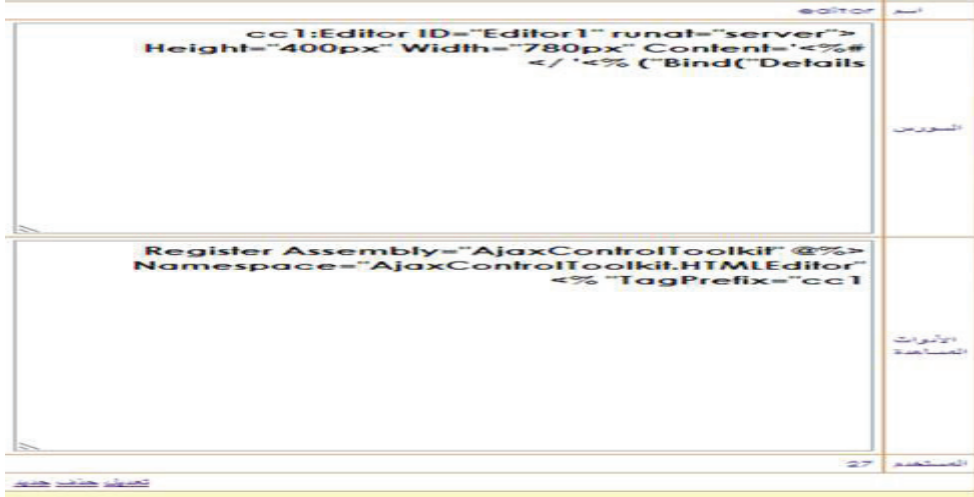 اسم editor
السورس
cc1:Editor ID="Editor1" runat="server">
Height="400px" Width="780px" Content='<%#
</ '<% ("Bind("Details
الأدوات
المساعدة
Register Assembly="AjaxControlToolkit" @%>
Namespace="AjaxControlToolkit.HTMLEditor"
<% "TagPrefix="cc1
المستخدم 27
تعديل حذف جديد